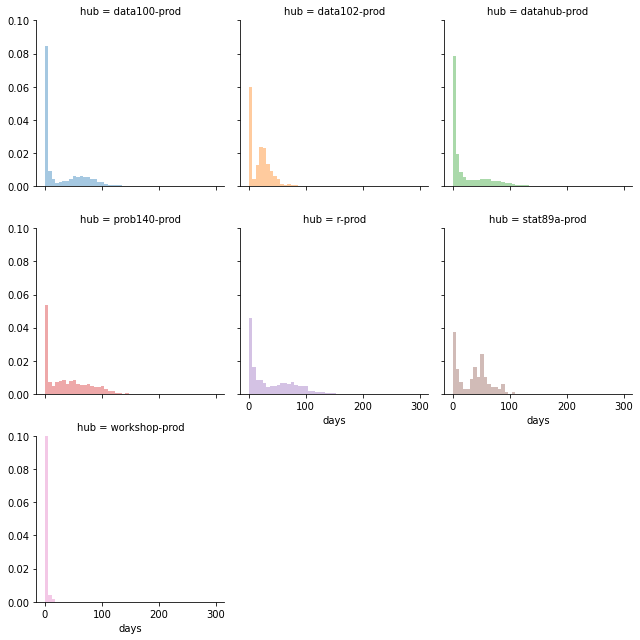 hub = data100-prod hub = data102-prod hub = datahub-prod
0.10
0.08
0.06
0.04
0.02
0.00
hub = prob140-prod hub = r-prod hub = stat89a-prod
0.10
0.08
0.06
0.04
0.02
0.00
0 100 200 300 0 100 200 300
days days
hub = workshop-prod
0.10
0.08
0.06
0.04
0.02
0.00
0 100 200 300
days